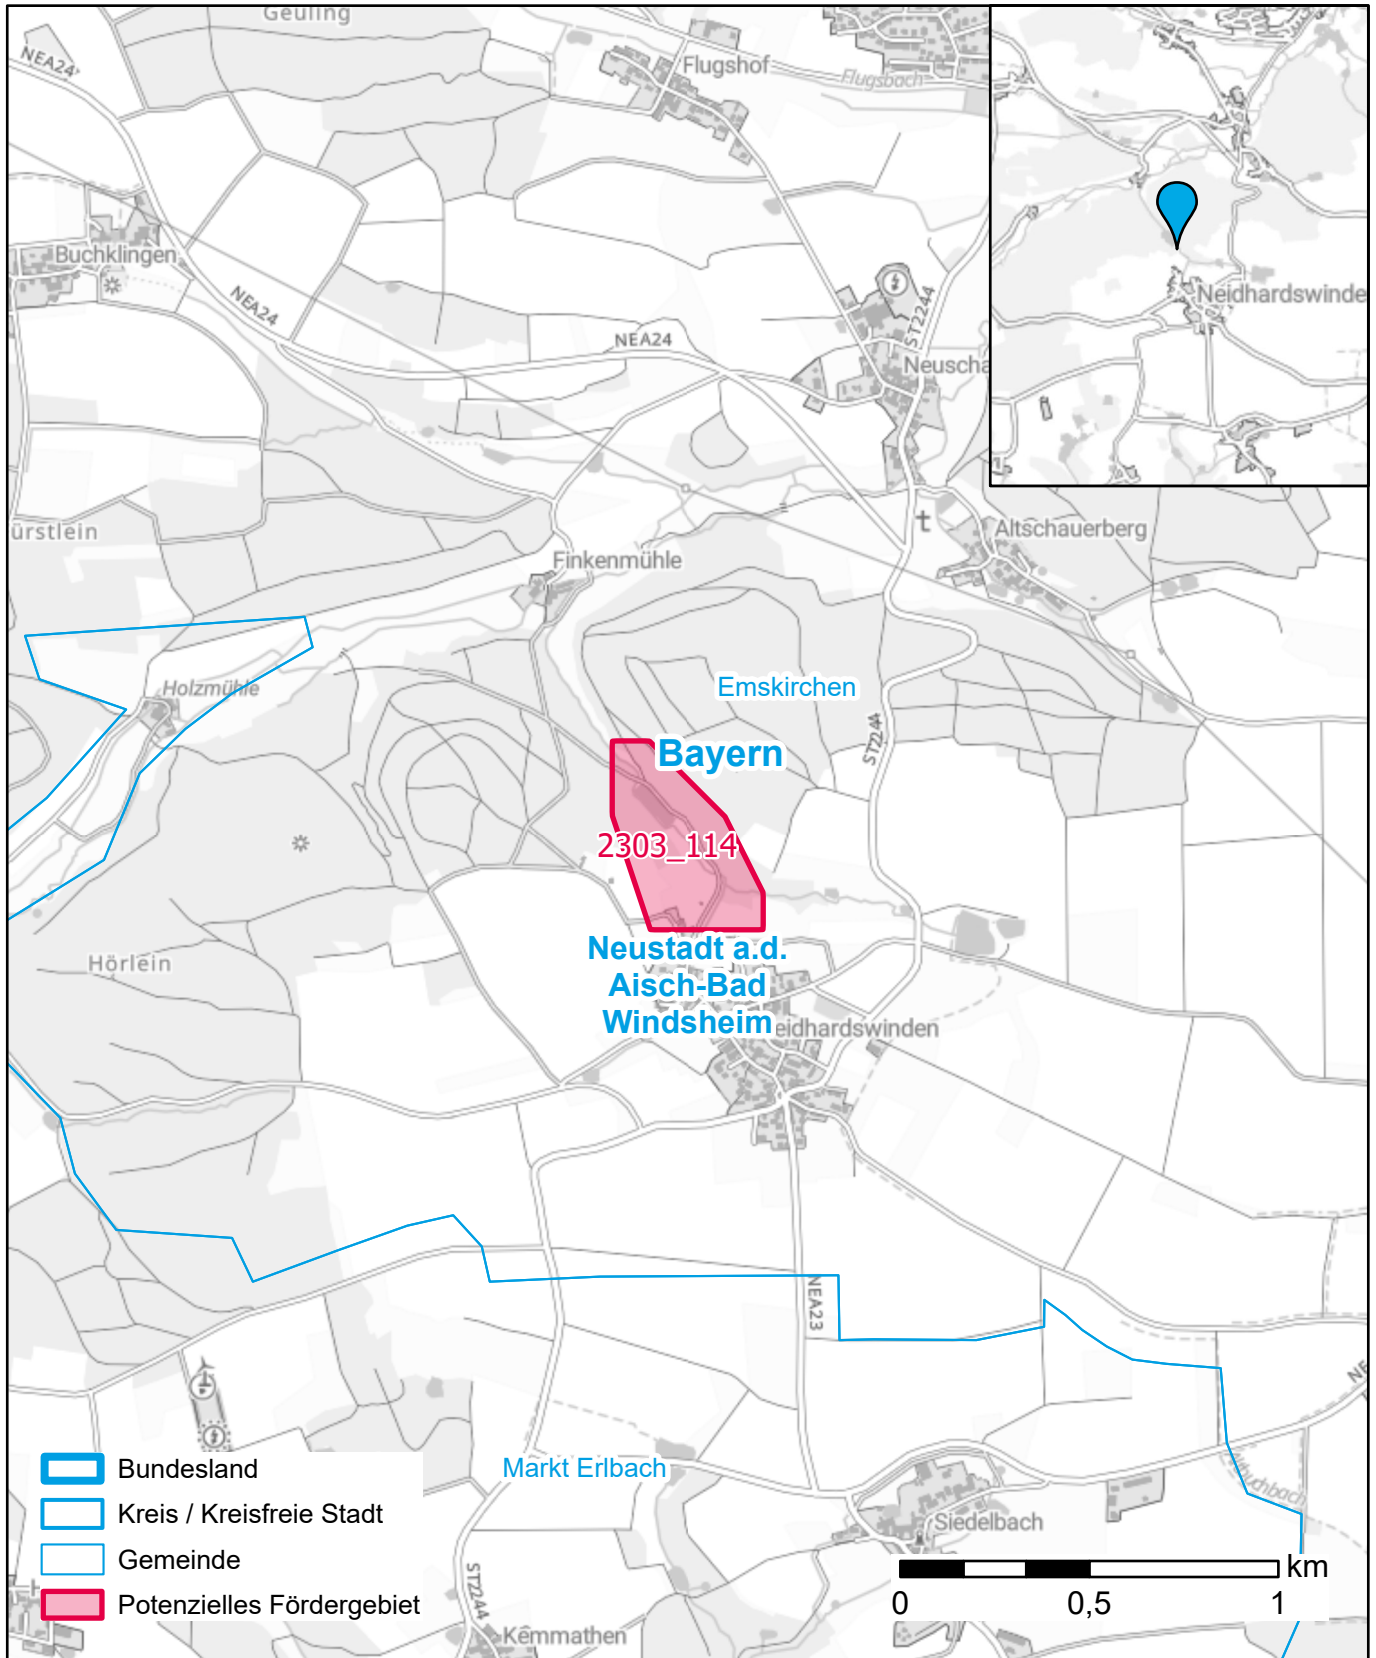 Geuling
NEA24
Flugshof
Flugsbach
Buchklingen
NEA24
NEA24
ST2244
Neuscha
Neidhardswinde
ürstlein
Altschauerberg
Finkenmühle
Holzmühle
Emskirchen
ST2244
Bayern
2303_114
Hörlein
Neustadt a.d.
Aisch-Bad
Windsheim
eidhardswinden
NEA23
NE
Markt Erlbach
uchbach
Siedelbach
ST2244
Kemmathen
Bundesland
Kreis / Kreisfreie Stadt
Gemeinde
Potenzielles Fördergebiet
km
0 0,5 1